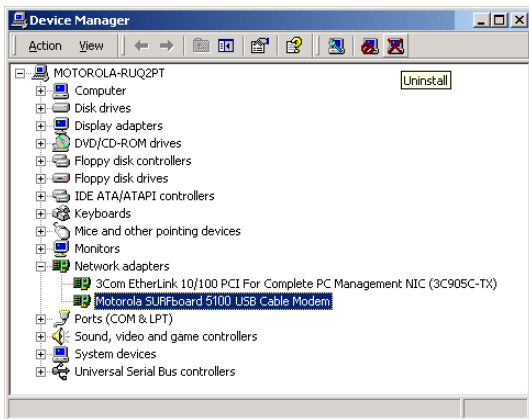 Device Manager
Action View
Uninstall
MOTOROLA-RUQ2PT
Computer
Disk drives
Display adapters
DVD/CD-ROM drives
Floppy disk controllers
Floppy disk drives
IDE ATA/ATAPI controllers
Keyboards
Mice and other pointing devices
Monitors
Network adapters
3Com EtherLink 10/100 PCI For Complete PC Management NIC (3C905C-TX)
Motorola SURFboard 5100 USB Cable Modem
Ports (COM & LPT)
Sound, video and game controllers
System devices
Universal Serial Bus controllers